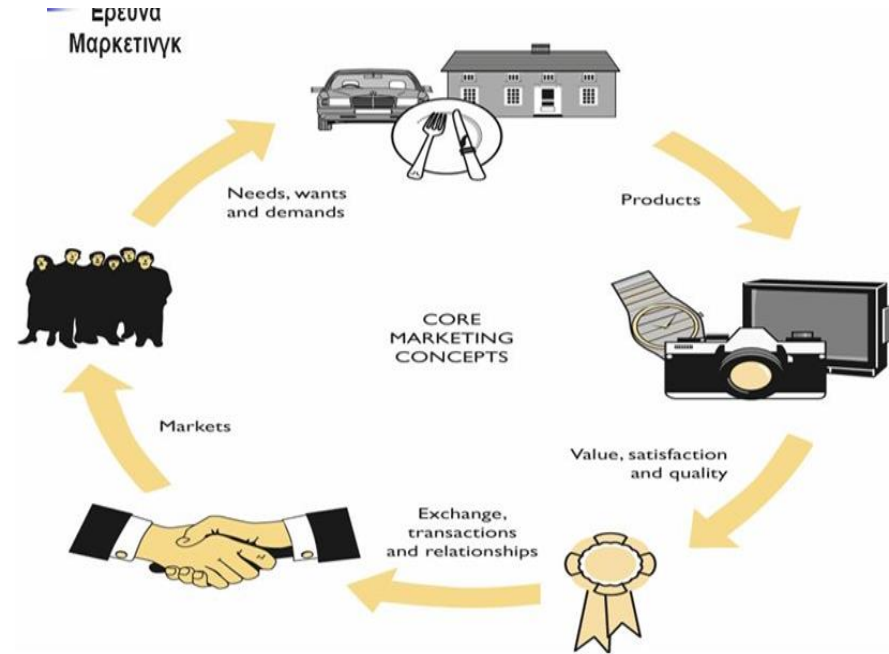 Έρευνα
Μαρκετινγκ
Needs, wants
and demands
Products
CORE
MARKETING
CONCEPTS
Markets
Value, satisfaction
and quality
Exchange,
transactions
and relationships